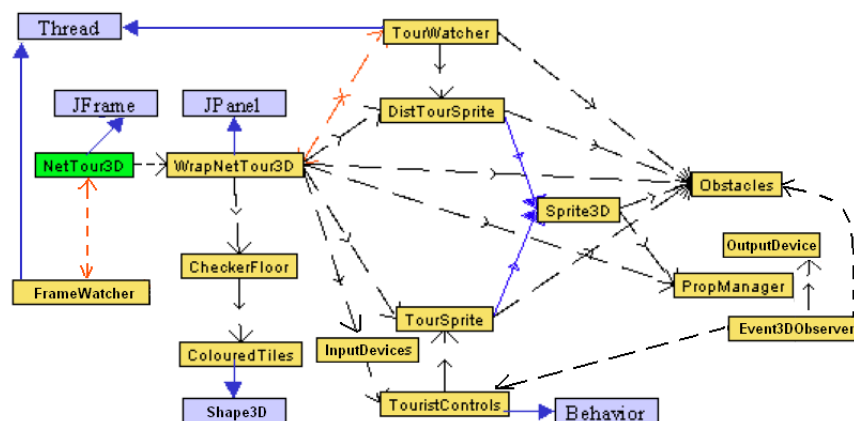 Thread
TourWatcher
JFrame
JPanel
DistTourSprite
NetTour3D
WrapNetTour3D
Obstacles
Sprite3D
OutputDevice
CheckerFloor
FrameWatcher
PropManager
TourSprite
Event3DObserver
ColouredTiles
InputDevices
TouristControls
Shape3D
Behavior